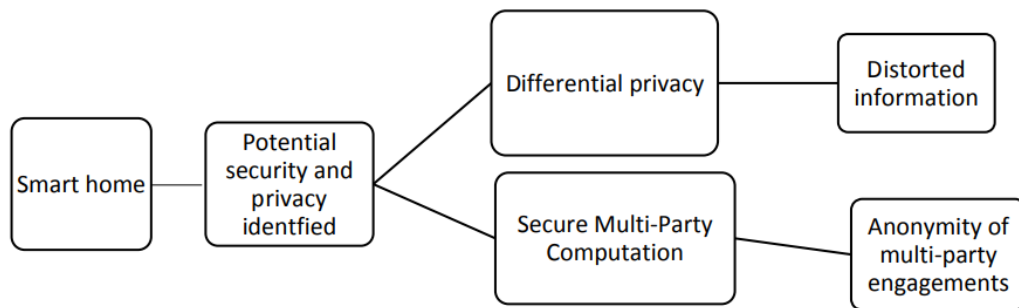 Smart home
Potential
security and
privacy
identfied
Differential privacy
Distorted
information
Secure Multi-Party
Computation
Anonymity of
multi-party
engagements